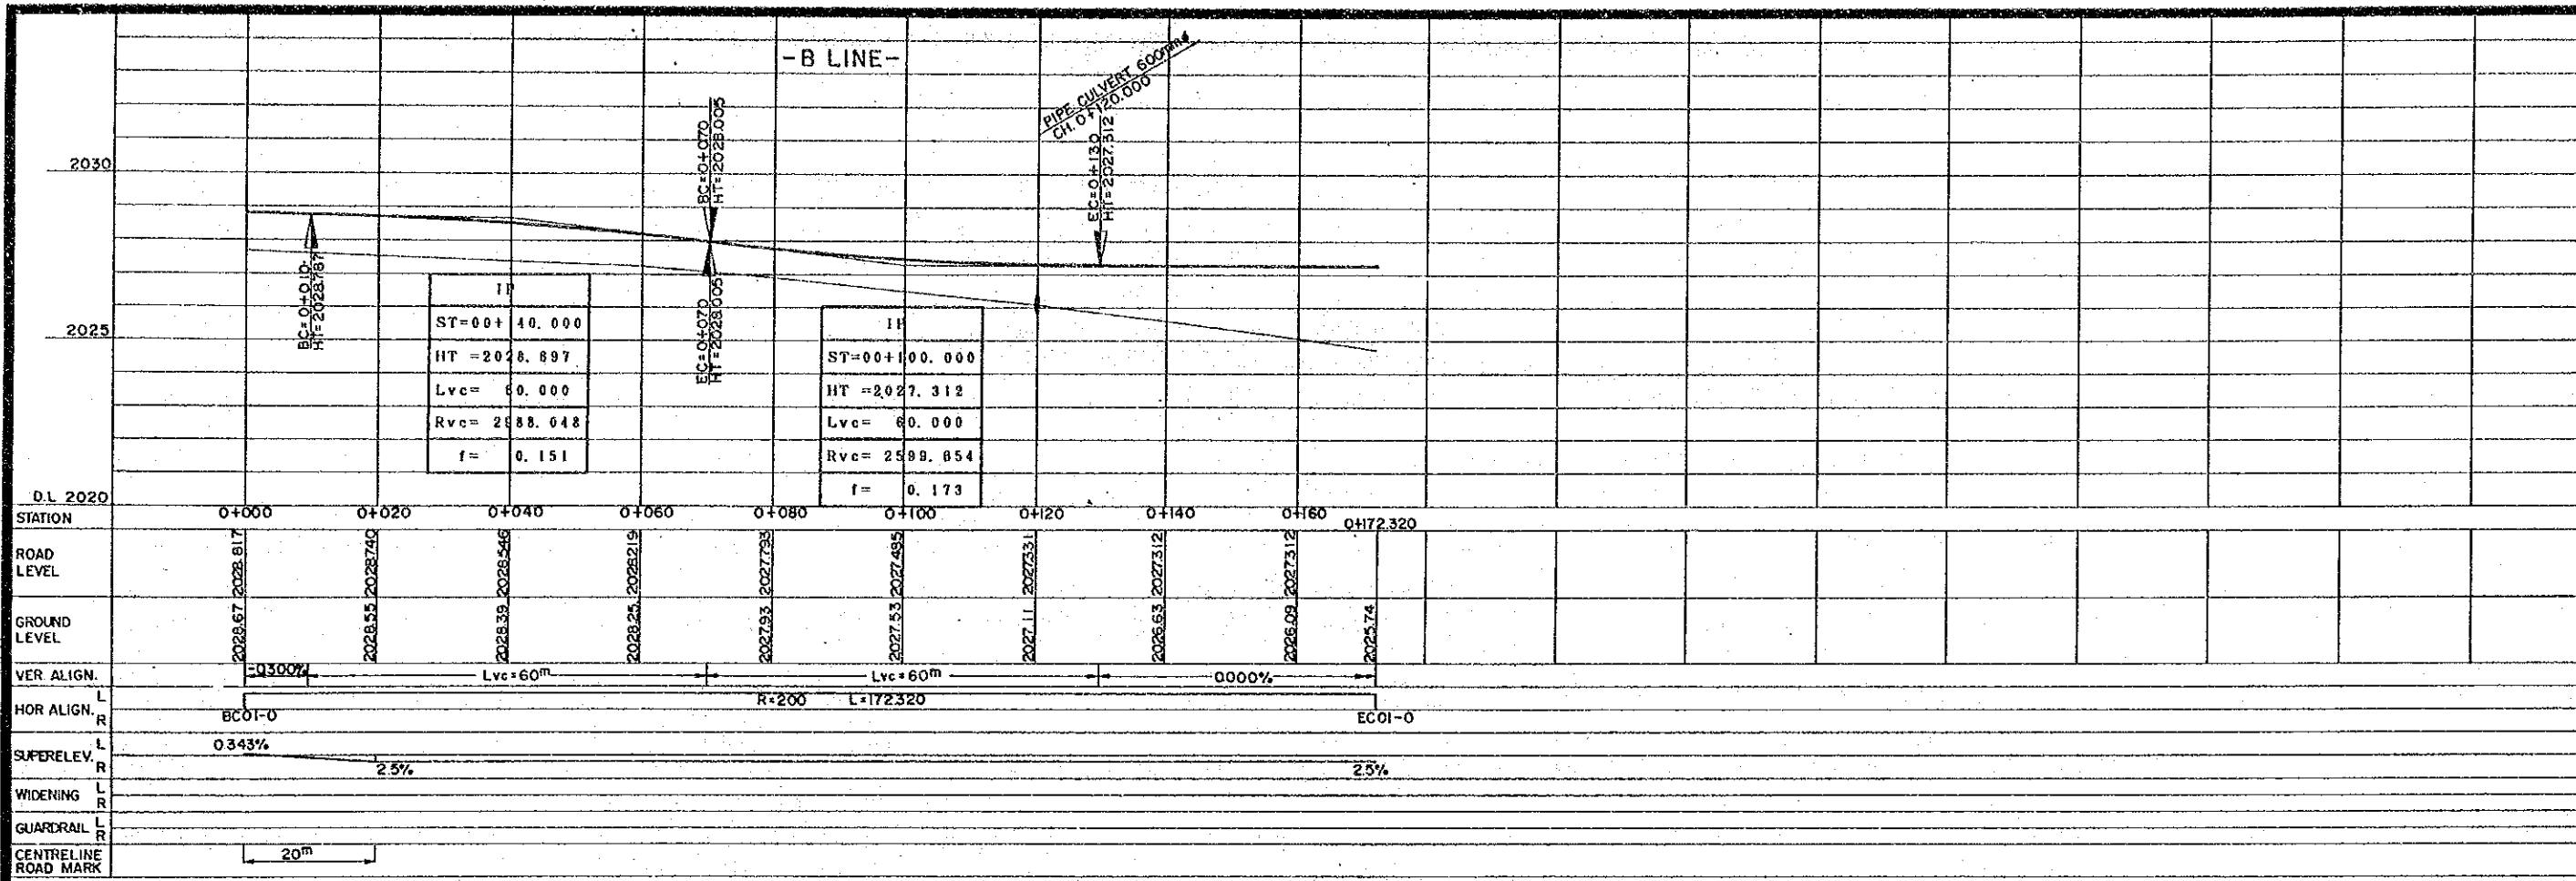 -B LINE-
PIPE CULVERT 600mmφ
CH. 0+120.000
BC=0+070
HT=2028.005
EC=0+130
HT=2027.312
2030
BC=0+010
HT=2028.787
EC=0+070
HT=2028.005
IP
ST=00+ 40.000
HT =2028.697
Lvc= 60.000
Rvc= 2988.048
f= 0.151
IP
ST=00+100.000
HT =2027.312
Lvc= 60.000
Rvc= 2599.654
f= 0.173
2025
D.L 2020
STATION 0+000 0+020 0+040 0+060 0+080 0+100 0+120 0+140 0+160 0+172.320
ROAD LEVEL 2028.817 2028.740 2028.546 2028.219 2027.793 2027.485 2027.331 2027.312 2027.312
GROUND LEVEL 2028.67 2028.55 2028.39 2028.25 2027.93 2027.53 2027.11 2026.63 2026.09 2025.74
VER. ALIGN. -0.300% Lvc=60m Lvc=60m 0.000%
HOR ALIGN. L R R=200 L=172.320
BC01-0 EC01-0
SUPERELEV. L R 0.343% 2.5% 2.5%
WIDENING L R
GUARDRAIL L R
CENTRELINE ROAD MARK 20m